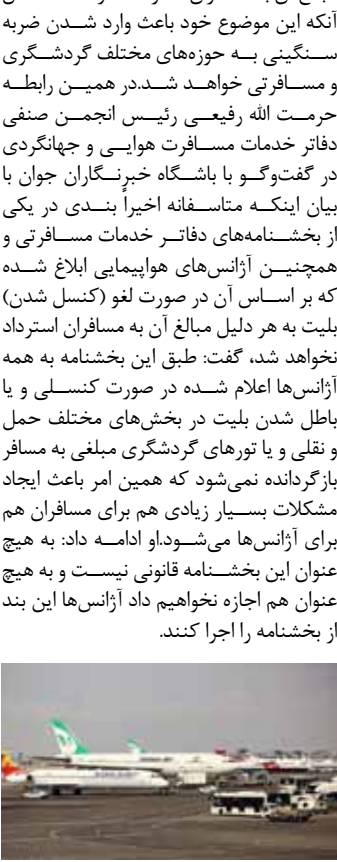 آنکه این موضوع خود باعث وارد شدن ضربه
سنگینی به حوزه‌های مختلف گردشگری
و مسافرتی خواهد شد.در همین رابطه
حرمت الله رفیعی رئیس انجمن صنفی
دفاتر خدمات مسافرت هوایی و جهانگردی
در گفت‌وگو با باشگاه خبرنگاران جوان با
بیان اینکه متاسفانه اخیراً بندی در یکی
از بخشنامه‌های دفاتر خدمات مسافرتی و
همچنین آژانس‌های هواپیمایی ابلاغ شده
که بر اساس آن در صورت لغو (کنسل شدن)
بلیت به هر دلیل مبالغ آن به مسافران استرداد
نخواهد شد، گفت: طبق این بخشنامه به همه
آژانس‌ها اعلام شده در صورت کنسلی و یا
باطل شدن بلیت در بخش‌های مختلف حمل
و نقلی و یا تورهای گردشگری مبلغی به مسافر
بازگردانده نمی‌شود که همین امر باعث ایجاد
مشکلات بسیار زیادی هم برای مسافران هم
برای آژانس‌ها می‌شود.او ادامه داد: به هیچ
عنوان این بخشنامه قانونی نیست و به هیچ
عنوان هم اجازه نخواهیم داد آژانس‌ها این بند
از بخشنامه را اجرا کنند.